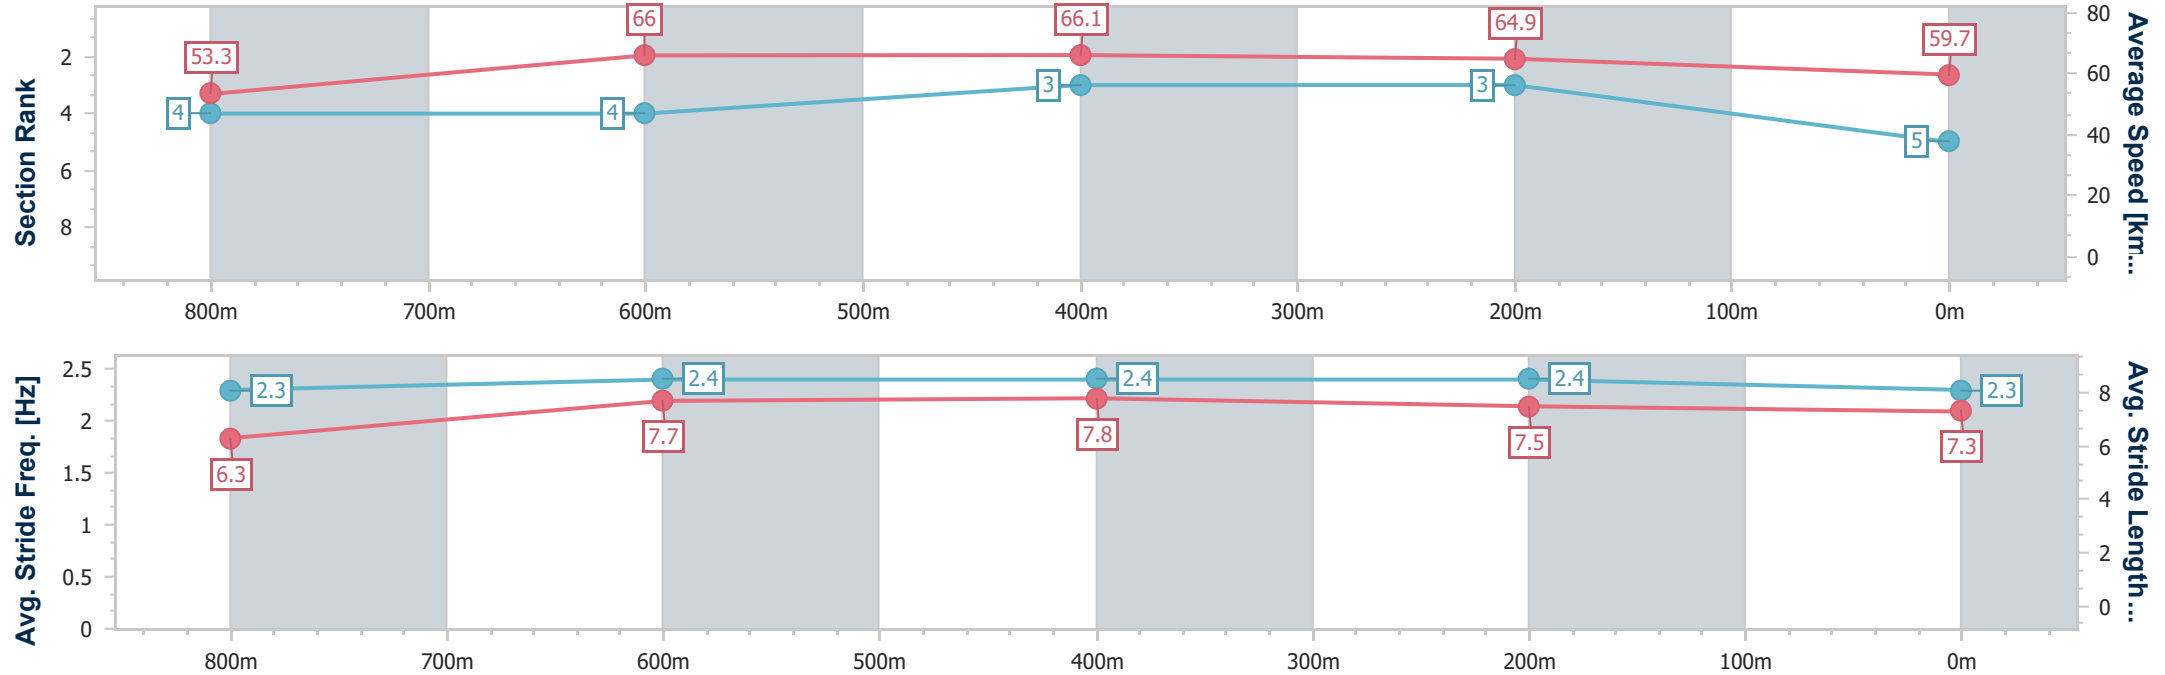 Section Rank
2
4
6
8
53.3
66
66.1
64.9
59.7
4
4
3
3
5
80
60
40
20
0
Average Speed [km...
800m
700m
600m
500m
400m
300m
200m
100m
0m
Avg. Stride Freq. [Hz]
2.5
2
1.5
1
0.5
0
2.3
2.4
2.4
2.4
2.3
6.3
7.7
7.8
7.5
7.3
8
6
4
2
0
Avg. Stride Length...
800m
700m
600m
500m
400m
300m
200m
100m
0m